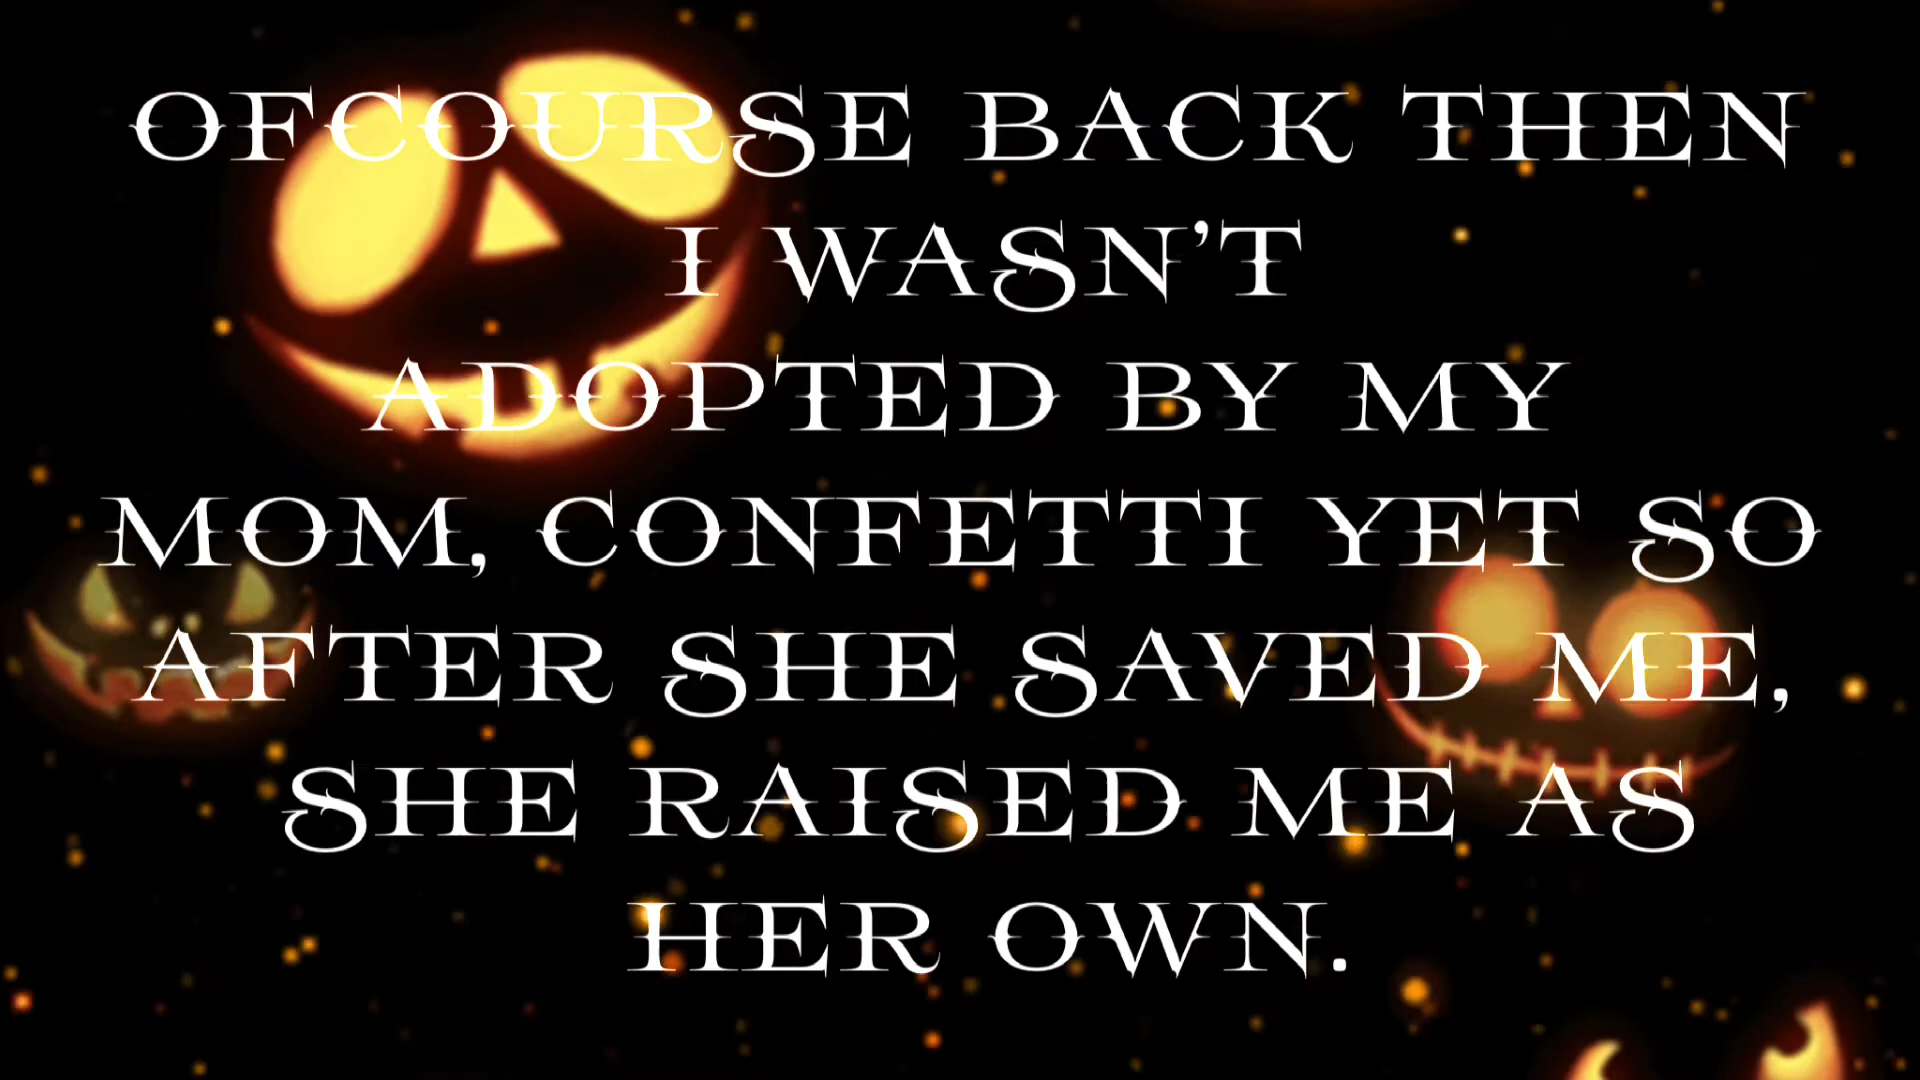 OFCOURSE BACK THEN
I WASN'T
ADOPTED BY MY
MOM, CONFETTI YET SO
AFTER SHE SAVED ME,
SHE RAISED ME AS
HER OWN.